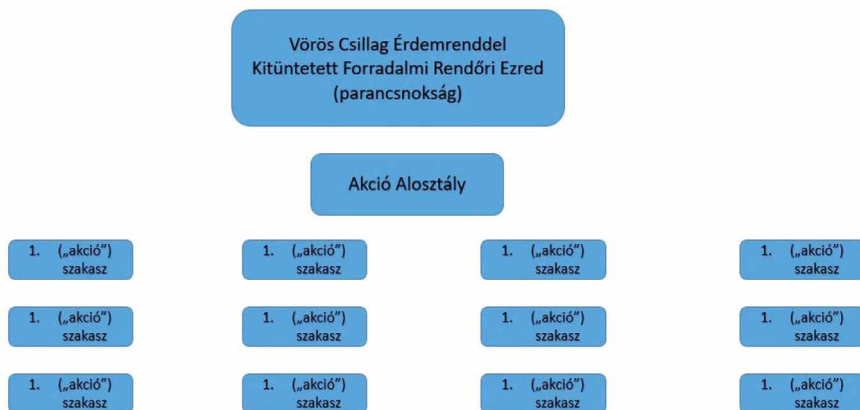 Vörös Csillag Érdemrenddel
Kitüntetett Forradalmi Rendőri Ezred
(parancsnokság)
Akció Alosztály
1. („akció”)
szakasz
1. („akció”)
szakasz
1. („akció”)
szakasz
1. („akció”)
szakasz
1. („akció”)
szakasz
1. („akció”)
szakasz
1. („akció”)
szakasz
1. („akció”)
szakasz
1. („akció”)
szakasz
1. („akció”)
szakasz
1. („akció”)
szakasz
1. („akció”)
szakasz